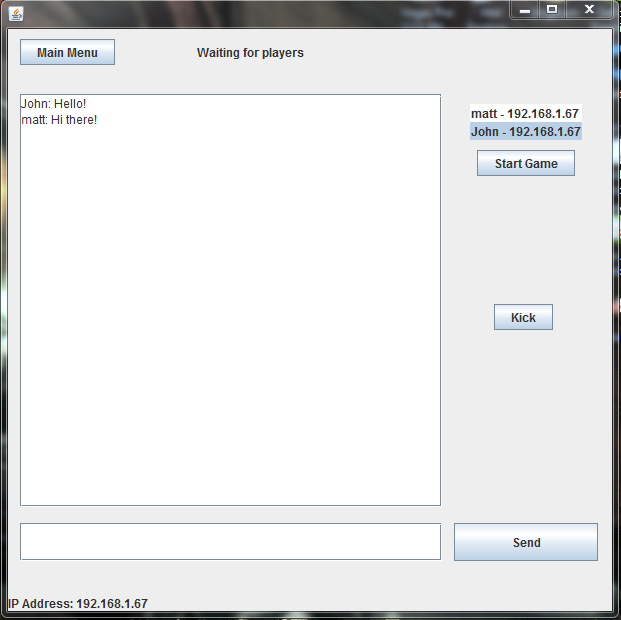 Main Menu
Waiting for players
John: Hello!
matt: Hi there!
matt - 192.168.1.67
John - 192.168.1.67
Start Game
Kick
Send
IP Address: 192.168.1.67